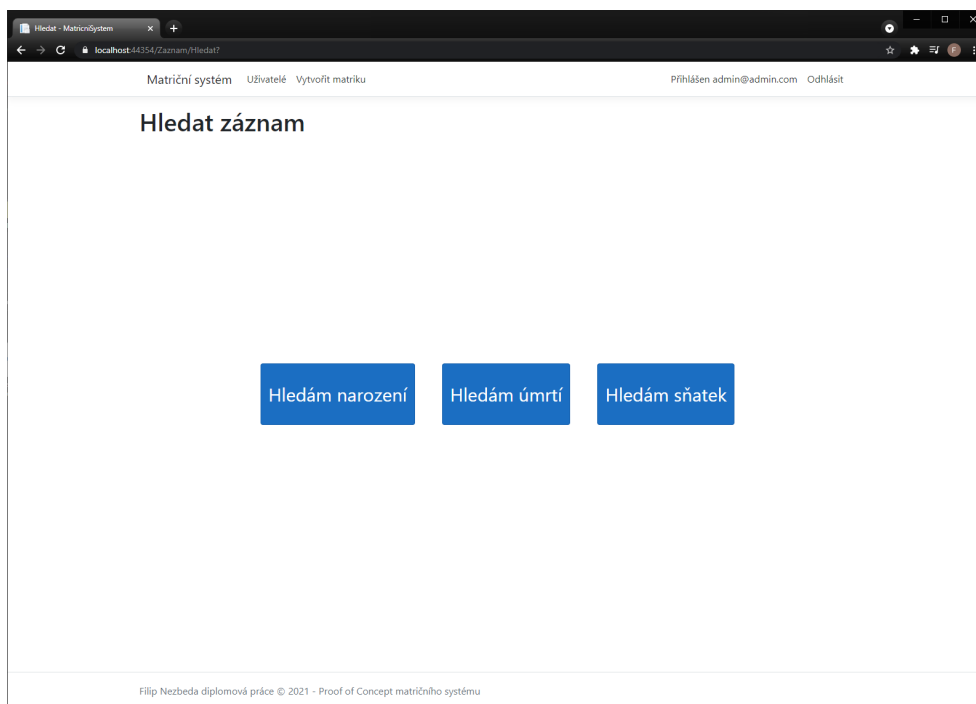 Hledat - MatricniSystem
localhost:44354/Zaznam/Hledat?
F
Matriční systém Uživatelé Vytvořit matriku Přihlášen admin@admin.com Odhlásit
Hledat záznam
Hledám narození Hledám úmrtí Hledám sňatek
Filip Nezbeda diplomová práce © 2021 - Proof of Concept matričního systému